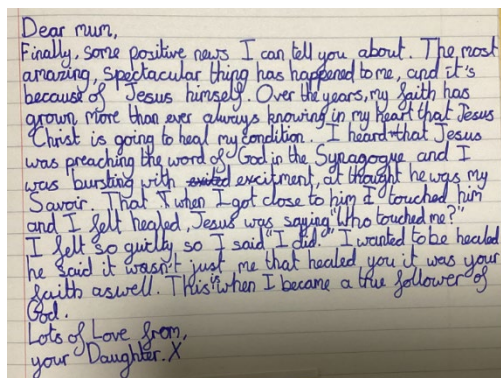 Dear mum,
Finally, some positive news I can tell you about. The most
amazing, spectacular thing has happened to me, and it's
because of Jesus himself. Over the years, my faith has
grown more than ever always knowing in my heart that Jesus
Christ is going to heal my condition. I heard that Jesus
was preaching the word of God in the Synagogue and I
was bursting with exited excitment, at thought he was my
Savoir. That when I got close to him I touched him
and I felt healed, Jesus was saying "Who touched me?"
I felt so guilty so I said "I did." I wanted to be healed
he said it wasn't just me that healed you it was your
faith aswell. This is when I became a true follower of
God.
Lots of Love from,
your Daughter. X